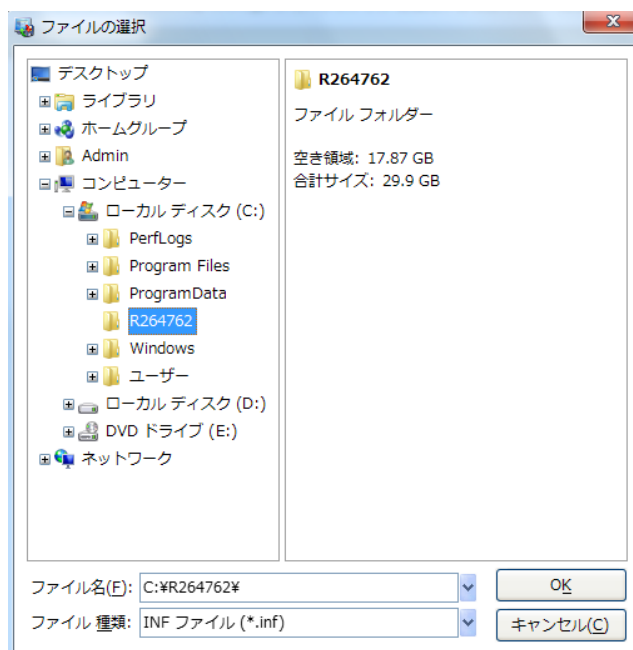 ファイルの選択
デスクトップ
ライブラリ
ホームグループ
Admin
コンピューター
ローカル ディスク (C:)
PerfLogs
Program Files
ProgramData
R264762
Windows
ユーザー
ローカル ディスク (D:)
DVD ドライブ (E:)
ネットワーク
R264762
ファイル フォルダー
空き領域: 17.87 GB
合計サイズ: 29.9 GB
ファイル名(F): C:¥R264762¥
OK
ファイル 種類: INF ファイル (*.inf)
キャンセル(C)